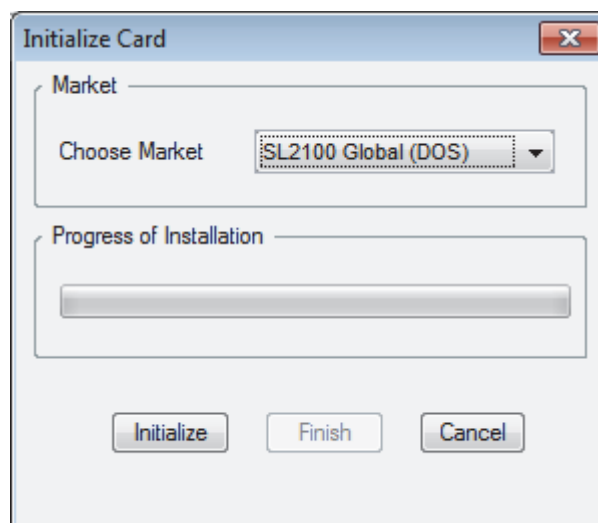 Initialize Card
Market
Choose Market SL2100 Global (DOS)
Progress of Installation
Initialize Finish Cancel